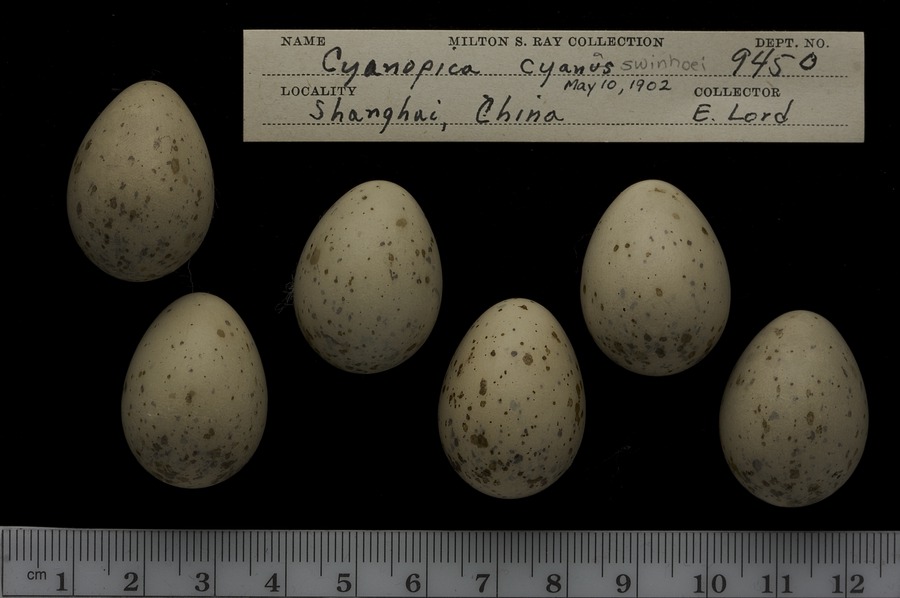 NAME MILTON S. RAY COLLECTION DEPT. NO.
Cyanopica cyanus swinhoei 9450
May 10, 1902
LOCALITY COLLECTOR
Shanghai, China E. Lord
cm 1 2 3 4 5 6 7 8 9 10 11 12